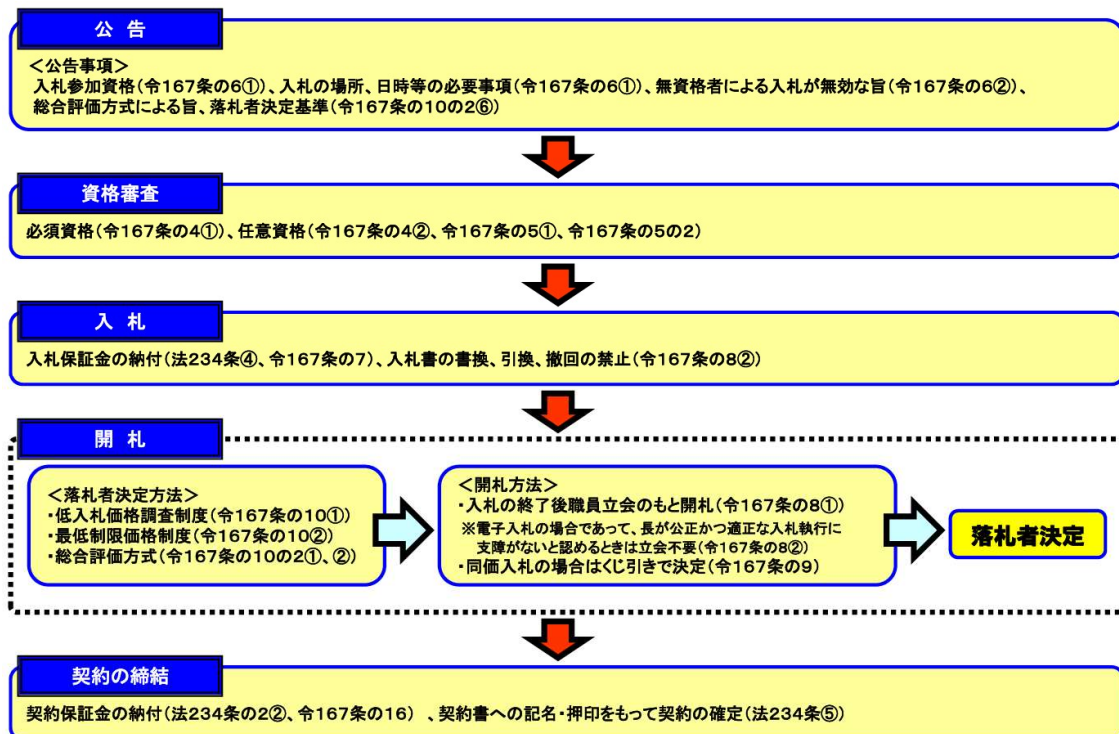 公 告
＜公告事項＞
入札参加資格（令167条の6①）、入札の場所、日時等の必要事項（令167条の6①）、無資格者による入札が無効な旨（令167条の6②）、
総合評価方式による旨、落札者決定基準（令167条の10の2⑥）
資格審査
必須資格（令167条の4①）、任意資格（令167条の4②、令167条の5①、令167条の5の2）
入 札
入札保証金の納付（法234条④、令167条の7）、入札書の書換、引換、撤回の禁止（令167条の8②）
開 札
＜落札者決定方法＞
・低入札価格調査制度（令167条の10①）
・最低制限価格制度（令167条の10②）
・総合評価方式（令167条の10の2①、②）
＜開札方法＞
・入札の終了後職員立会のもと開札（令167条の8①）
※電子入札の場合であって、長が公正かつ適正な入札執行に
支障がないと認めるときは立会不要（令167条の8②）
・同価入札の場合はくじ引きで決定（令167条の9）
落札者決定
契約の締結
契約保証金の納付（法234条の2②、令167条の16） 、契約書への記名・押印をもって契約の確定（法234条⑤）